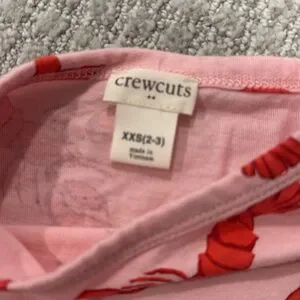 crewcuts
XXS(2-3)
made in
Vietnam